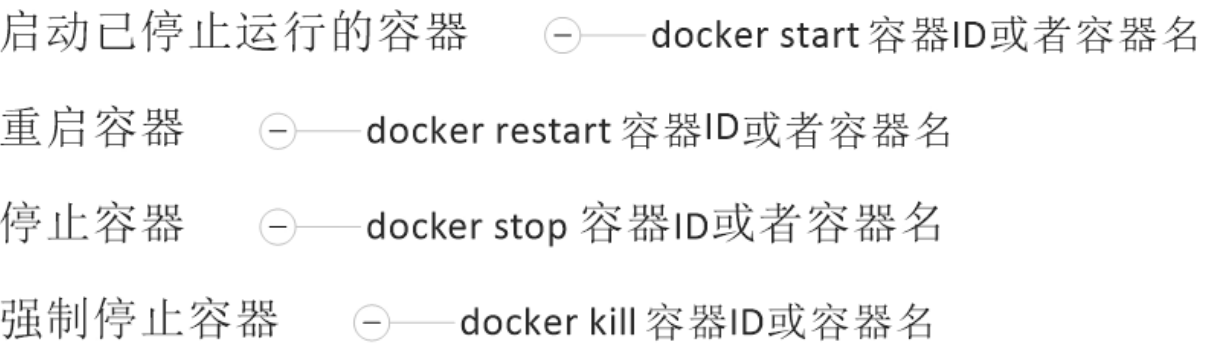 启动已停止运行的容器 docker start 容器ID或者容器名
重启容器 docker restart 容器ID或者容器名
停止容器 docker stop 容器ID或者容器名
强制停止容器 docker kill 容器ID或容器名